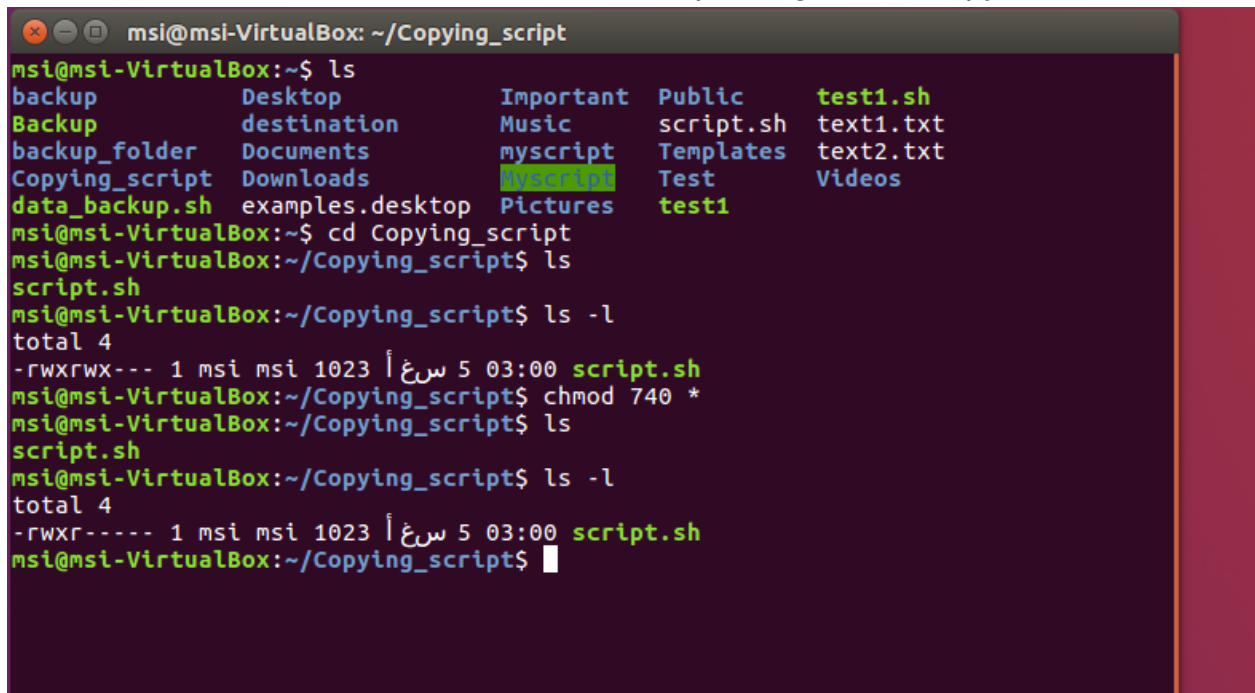 msi@msi-VirtualBox: ~/Copying_script
msi@msi-VirtualBox:~$ ls
backup Desktop Important Public test1.sh
Backup destination Music script.sh text1.txt
backup_folder Documents myscript Templates text2.txt
Copying_script Downloads Myscript Test Videos
data_backup.sh examples.desktop Pictures test1
msi@msi-VirtualBox:~$ cd Copying_script
msi@msi-VirtualBox:~/Copying_script$ ls
script.sh
msi@msi-VirtualBox:~/Copying_script$ ls -l
total 4
-rwxrwx--- 1 msi msi 1023 أغس 5 03:00 script.sh
msi@msi-VirtualBox:~/Copying_script$ chmod 740 *
msi@msi-VirtualBox:~/Copying_script$ ls
script.sh
msi@msi-VirtualBox:~/Copying_script$ ls -l
total 4
-rwxr----- 1 msi msi 1023 أغس 5 03:00 script.sh
msi@msi-VirtualBox:~/Copying_script$